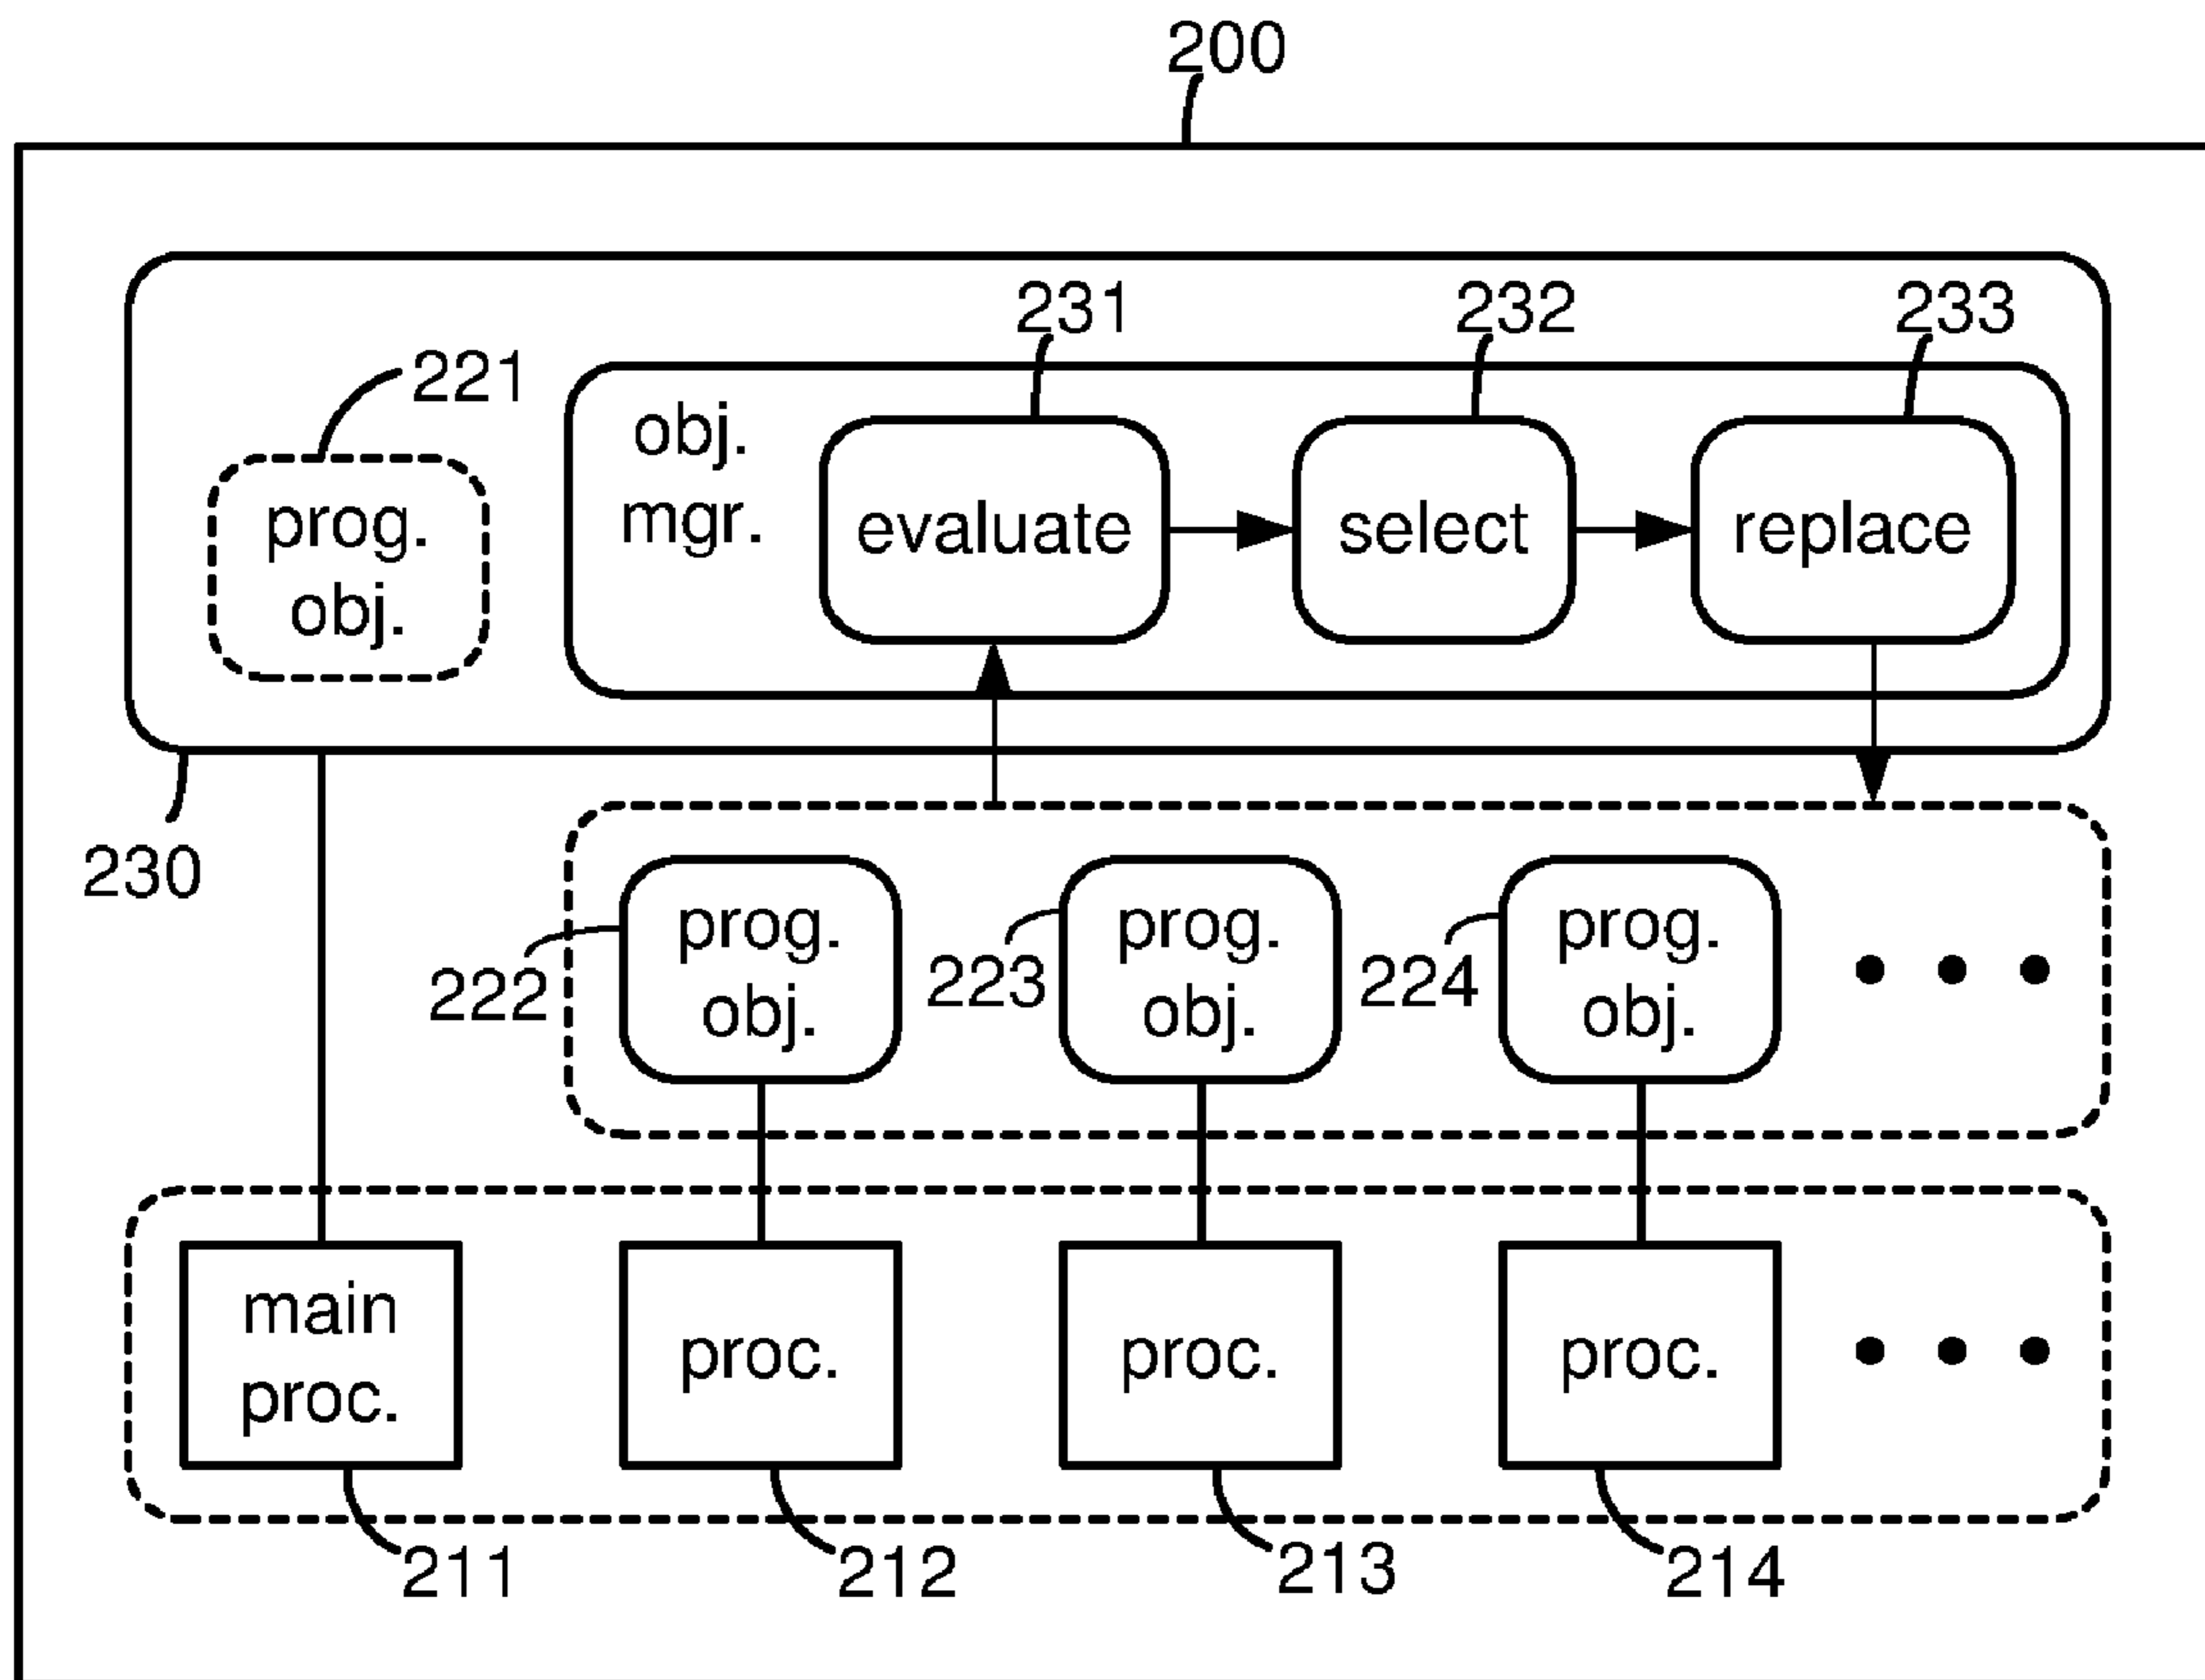 200
231
232
233
221
obj.
mgr.
evaluate
select
replace
prog.
obj.
230
prog.
obj.
222
prog.
obj.
223
prog.
obj.
224
main
proc.
proc.
proc.
proc.
211
212
213
214